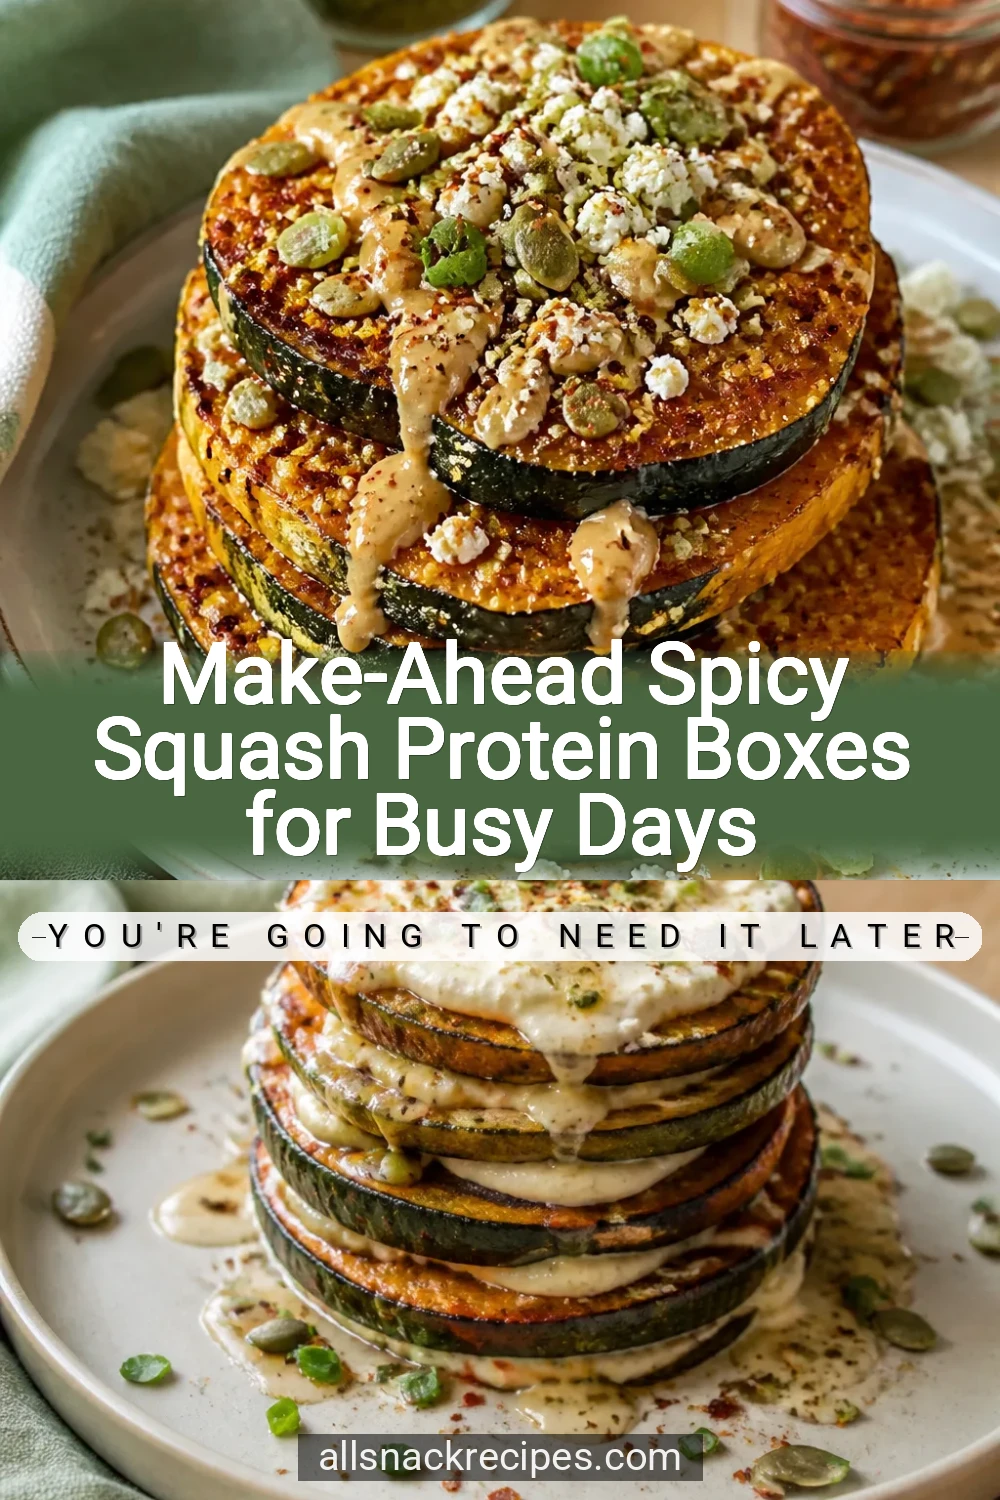 Make-Ahead Spicy
Squash Protein Boxes
for Busy Days
-YOU'RE GOING TO NEED IT LATER-
allsnackrecipes.com